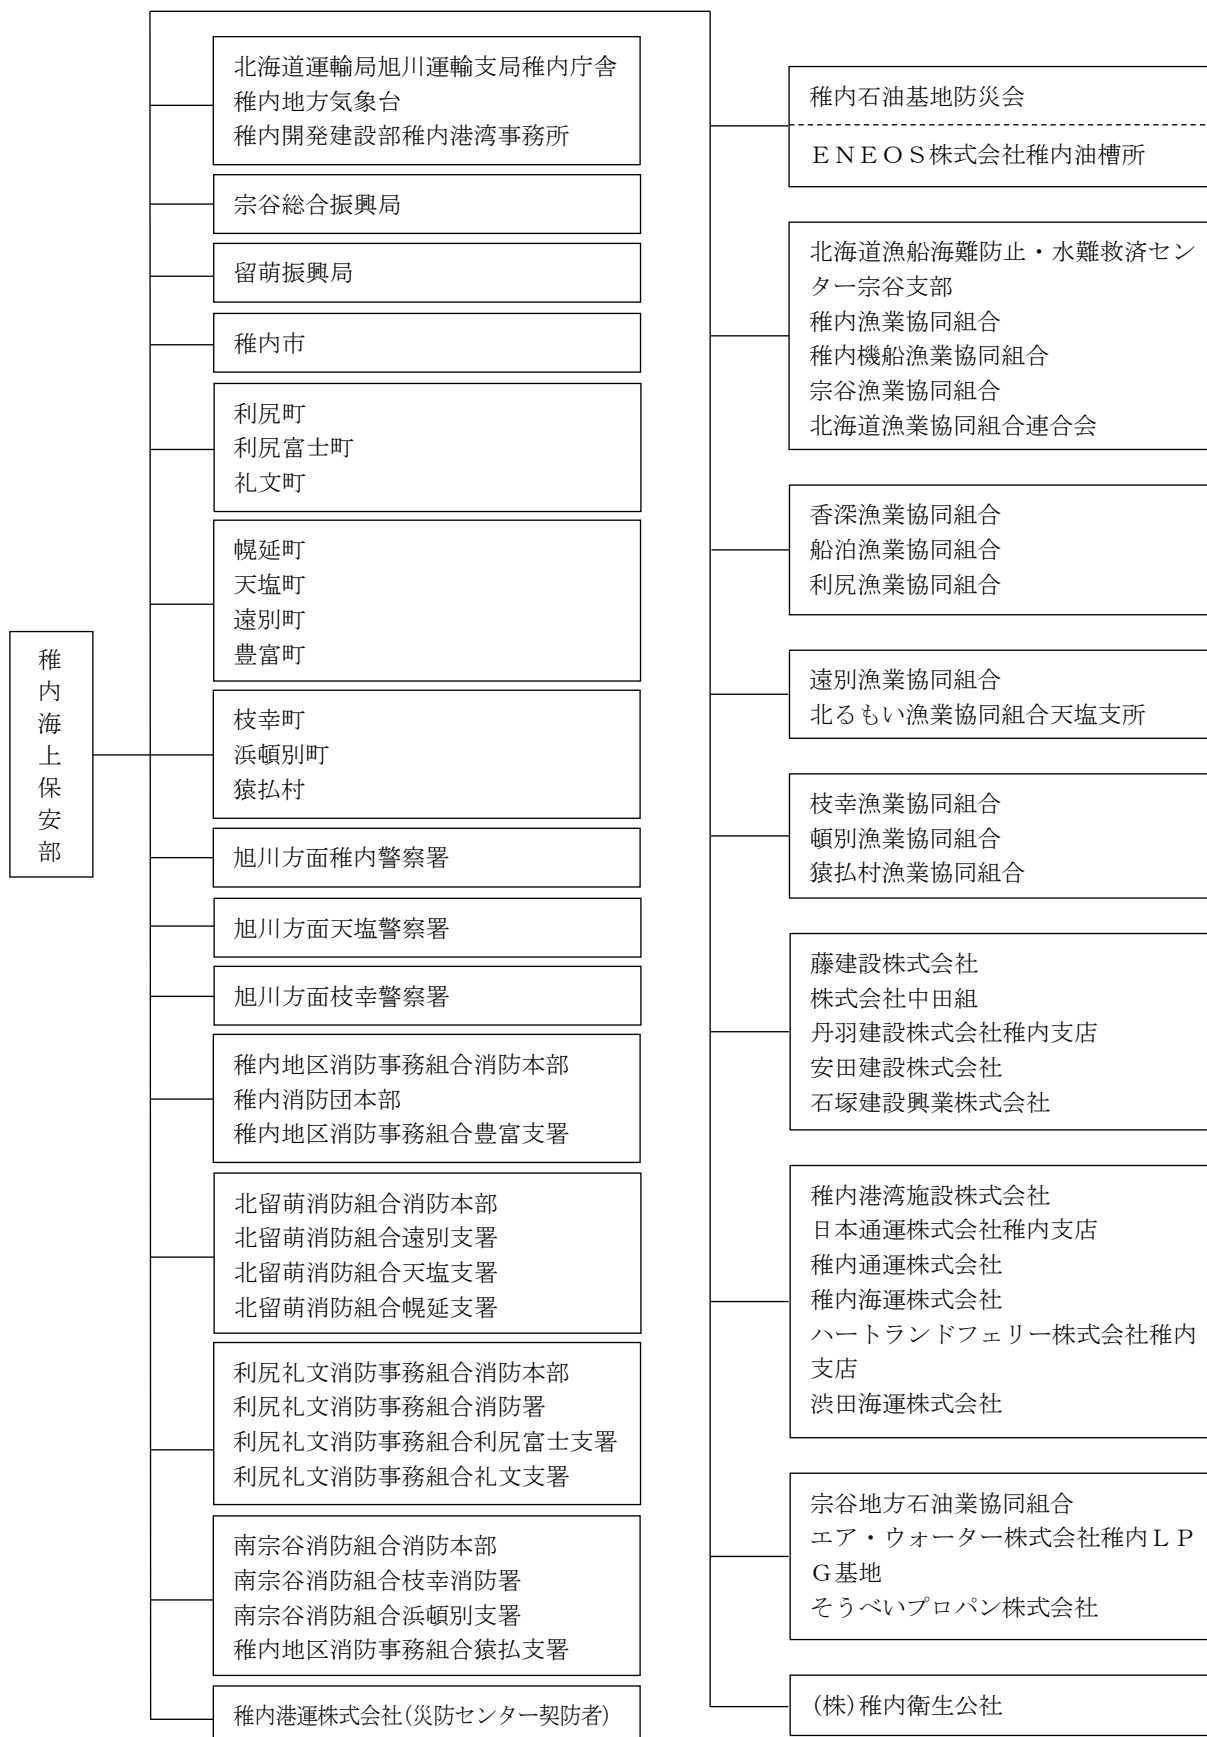 稚内海上保安部
北海道運輸局旭川運輸支局稚内庁舎
稚内地方気象台
稚内開発建設部稚内港湾事務所
宗谷総合振興局
留萌振興局
稚内市
利尻町
利尻富士町
礼文町
幌延町
天塩町
遠別町
豊富町
枝幸町
浜頓別町
猿払村
旭川方面稚内警察署
旭川方面天塩警察署
旭川方面枝幸警察署
稚内地区消防事務組合消防本部
稚内消防団本部
稚内地区消防事務組合豊富支署
北留萌消防組合消防本部
北留萌消防組合遠別支署
北留萌消防組合天塩支署
北留萌消防組合幌延支署
利尻礼文消防事務組合消防本部
利尻礼文消防事務組合消防署
利尻礼文消防事務組合利尻富士支署
利尻礼文消防事務組合礼文支署
南宗谷消防組合消防本部
南宗谷消防組合枝幸消防署
南宗谷消防組合浜頓別支署
稚内地区消防事務組合猿払支署
稚内港運株式会社(災防センター契防者)
稚内石油基地防災会
ＥＮＥＯＳ株式会社稚内油槽所
北海道漁船海難防止・水難救済セン
ター宗谷支部
稚内漁業協同組合
稚内機船漁業協同組合
宗谷漁業協同組合
北海道漁業協同組合連合会
香深漁業協同組合
船泊漁業協同組合
利尻漁業協同組合
遠別漁業協同組合
北るもい漁業協同組合天塩支所
枝幸漁業協同組合
頓別漁業協同組合
猿払村漁業協同組合
藤建設株式会社
株式会社中田組
丹羽建設株式会社稚内支店
安田建設株式会社
石塚建設興業株式会社
稚内港湾施設株式会社
日本通運株式会社稚内支店
稚内通運株式会社
稚内海運株式会社
ハートランドフェリー株式会社稚内
支店
渋田海運株式会社
宗谷地方石油業協同組合
エア・ウォーター株式会社稚内ＬＰ
Ｇ基地
そうべいプロパン株式会社
(株)稚内衛生公社